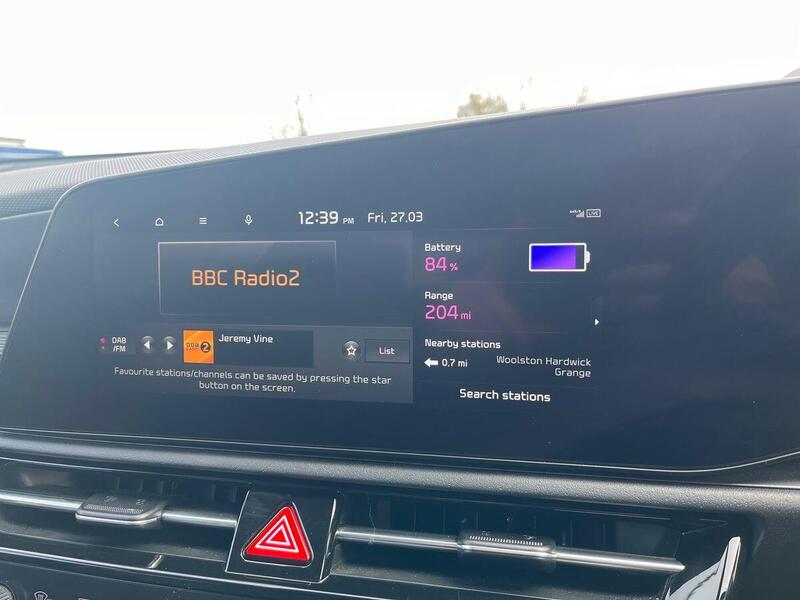 12:39 PM Fri, 27.03
LIVE
BBC Radio2
DAB
/FM
2
Jeremy Vine
List
Favourite stations/channels can be saved by pressing the star
button on the screen.
Battery
84 %
Range
204 mi
Nearby stations
0.7 mi
Woolston Hardwick
Grange
Search stations